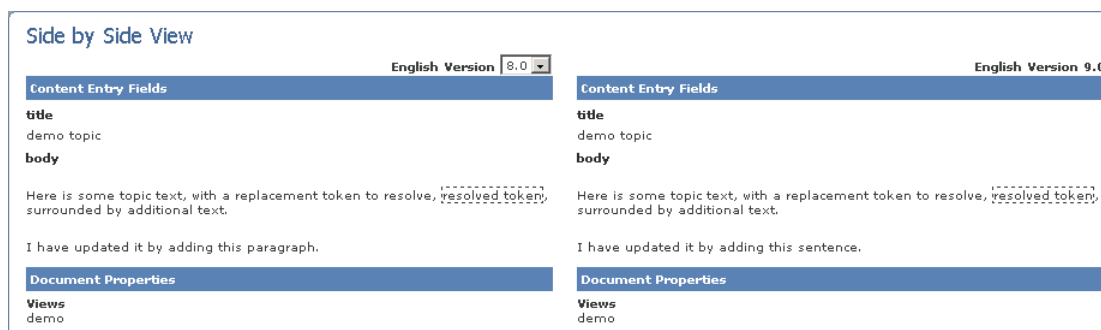 Side by Side View
English Version 8.0
Content Entry Fields
title
demo topic
body
Here is some topic text, with a replacement token to resolve, resolved token,
surrounded by additional text.
I have updated it by adding this paragraph.
Document Properties
Views
demo
English Version 9.0
Content Entry Fields
title
demo topic
body
Here is some topic text, with a replacement token to resolve, resolved token,
surrounded by additional text.
I have updated it by adding this sentence.
Document Properties
Views
demo